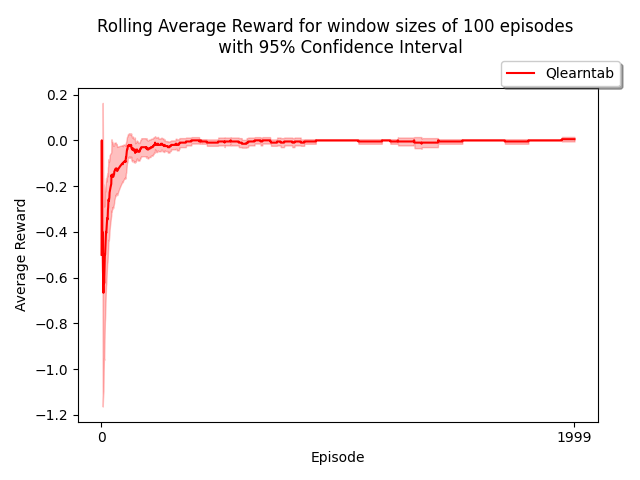 Rolling Average Reward for window sizes of 100 episodes
with 95% Confidence Interval
Qlearntab
0.2
0.0
−0.2
−0.4
−0.6
−0.8
−1.0
−1.2
Average Reward
0
1999
Episode